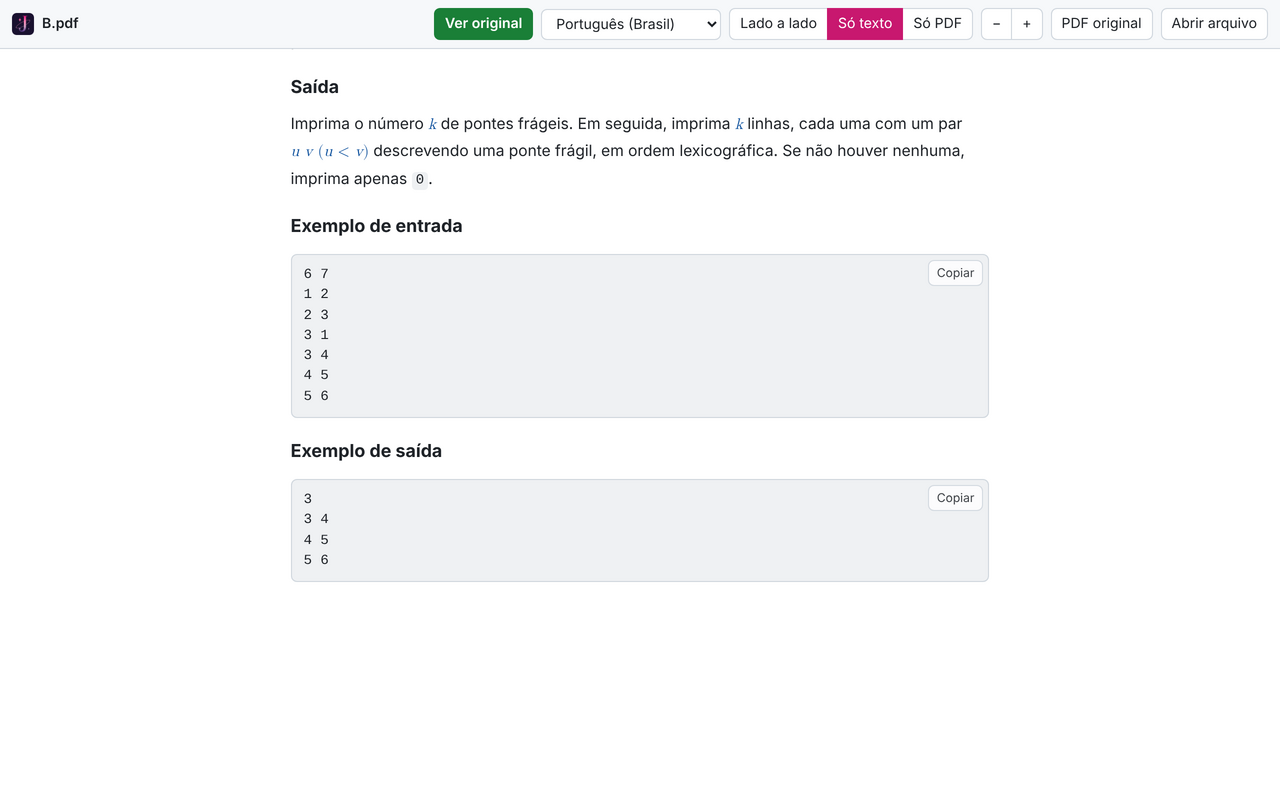 B.pdf
Ver original
Português (Brasil)
Lado a lado
Só texto
Só PDF
−
+
PDF original
Abrir arquivo
Saída
Imprima o número k de pontes frágeis. Em seguida, imprima k linhas, cada uma com um par
u v (u < v) descrevendo uma ponte frágil, em ordem lexicográfica. Se não houver nenhuma,
imprima apenas 0.
Exemplo de entrada
Copiar
6 7
1 2
2 3
3 1
3 4
4 5
5 6
Exemplo de saída
Copiar
3
3 4
4 5
5 6